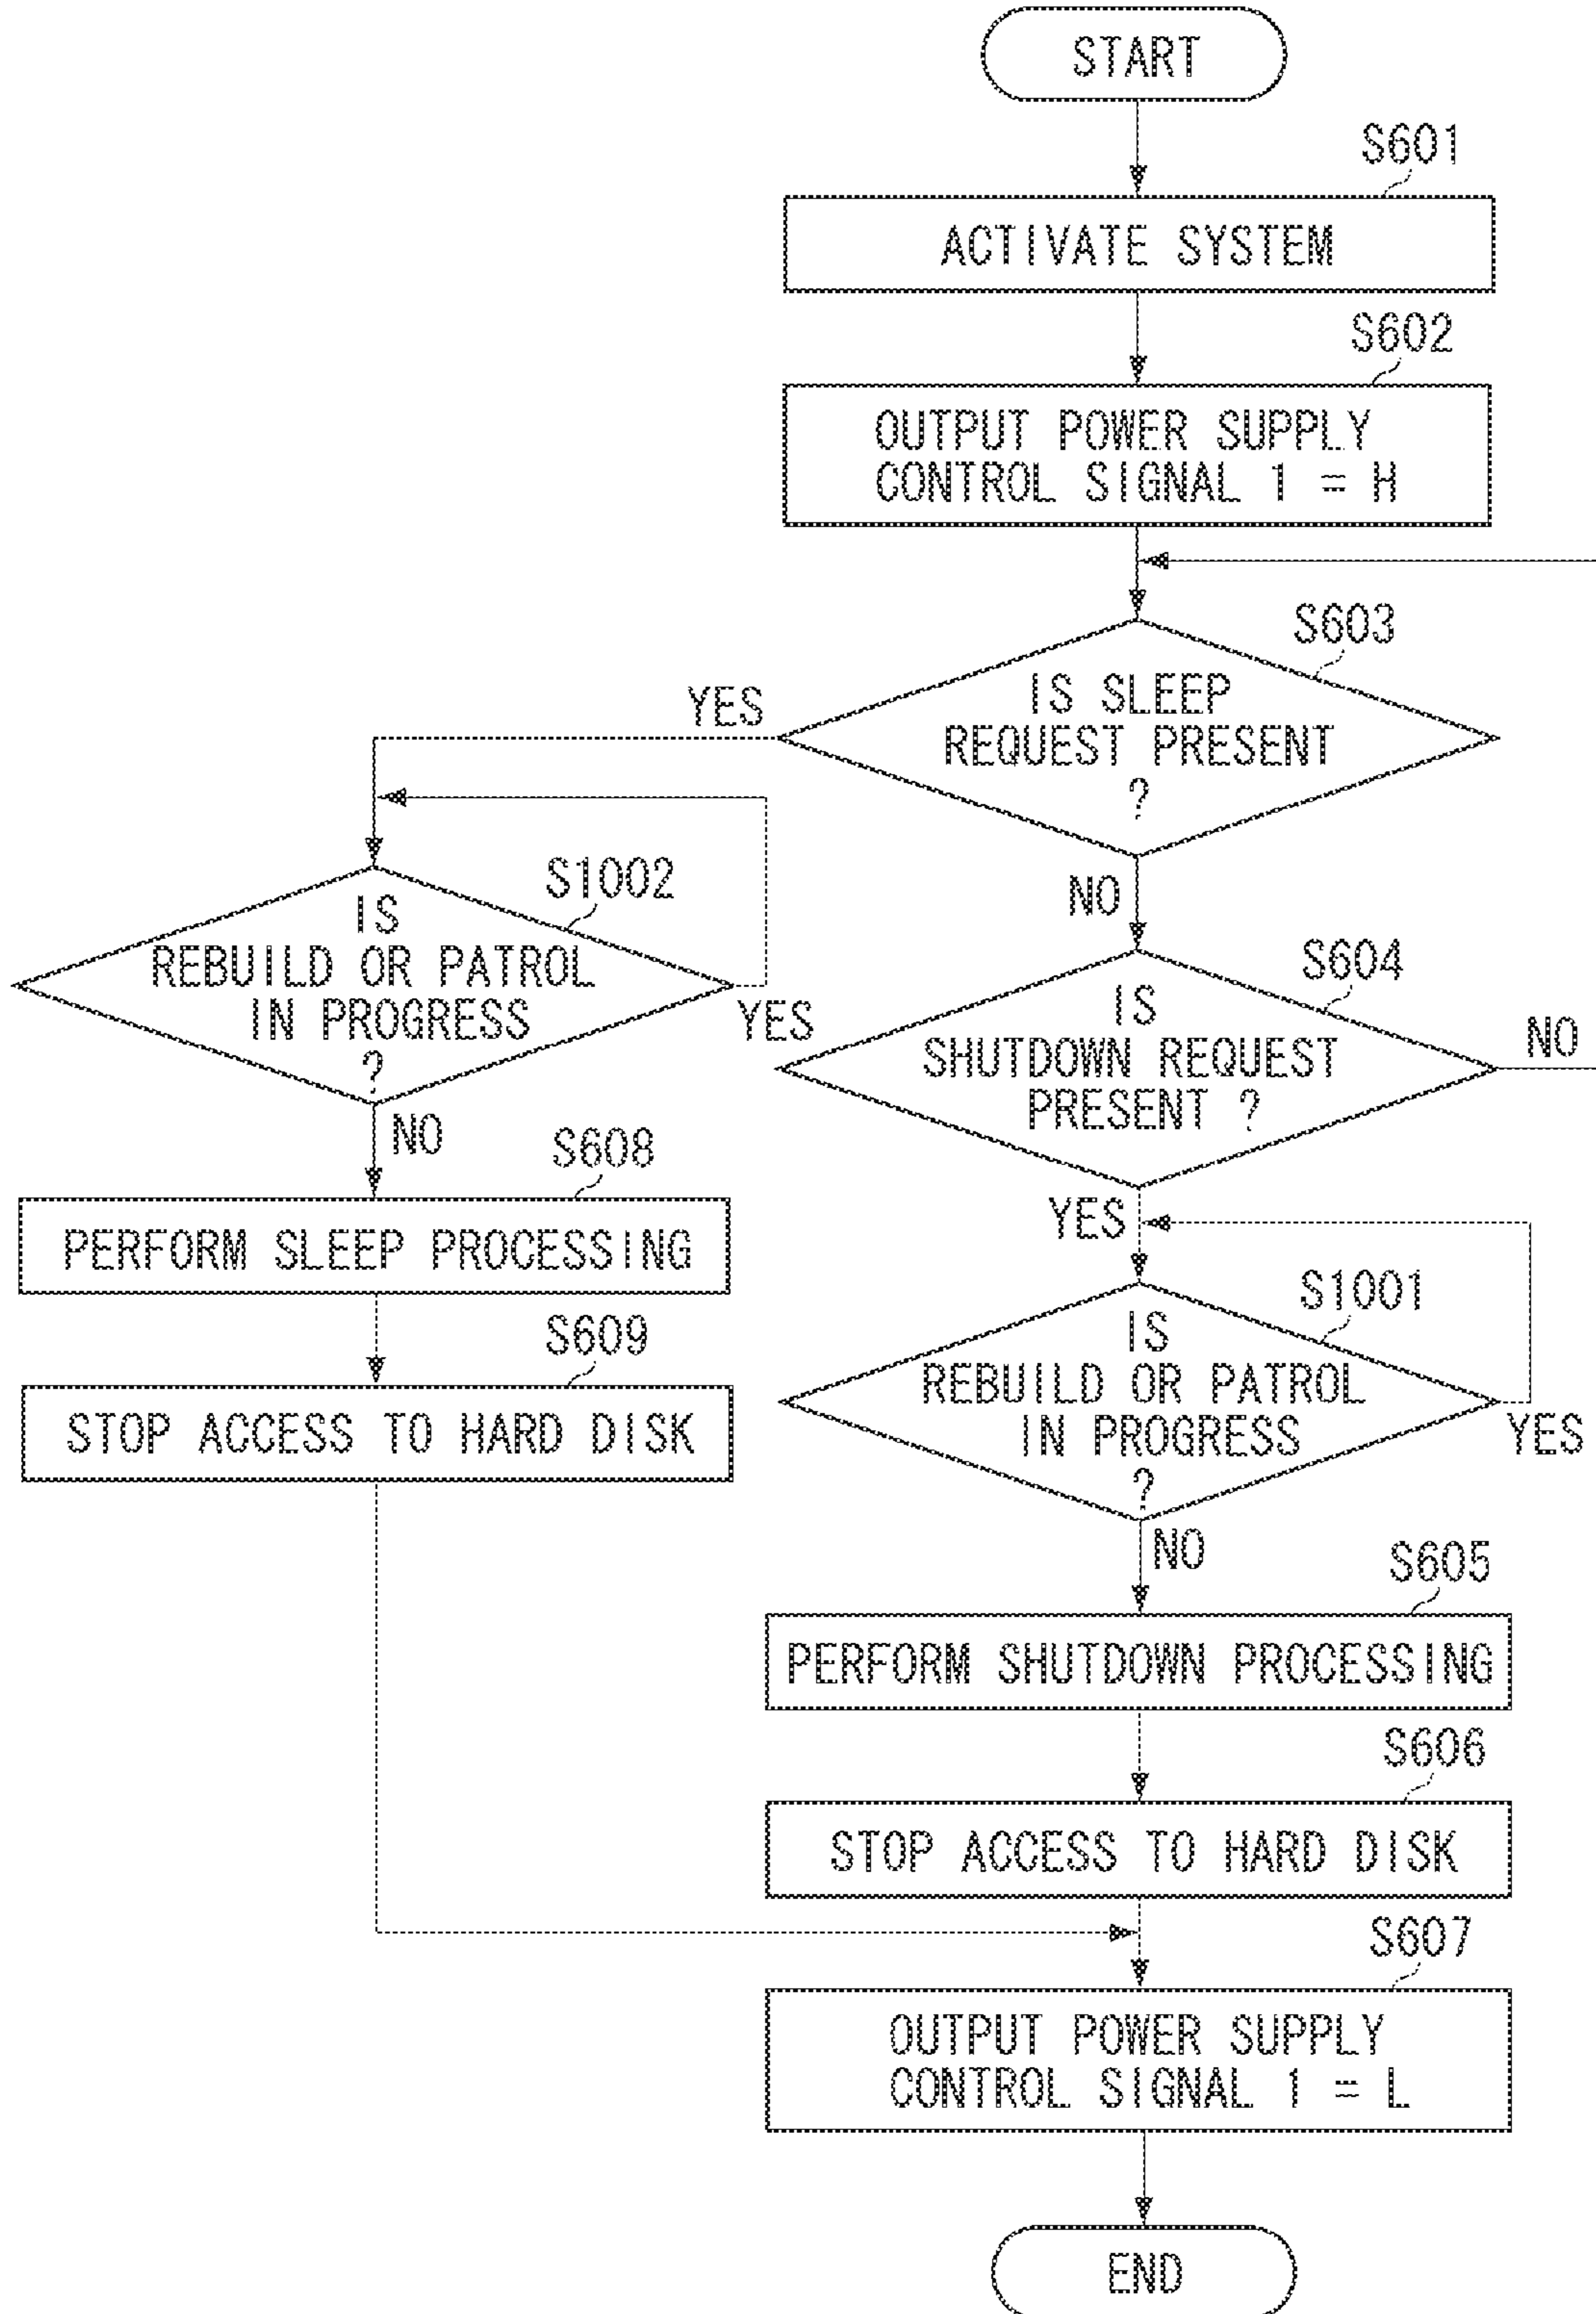 START
S601
ACTIVATE SYSTEM
S602
OUTPUT POWER SUPPLY
CONTROL SIGNAL 1 = H
S603
IS SLEEP
REQUEST PRESENT
?
YES
NO
S1002
IS
REBUILD OR PATROL
IN PROGRESS
?
YES
NO
S604
IS
SHUTDOWN REQUEST
PRESENT ?
NO
YES
S608
PERFORM SLEEP PROCESSING
S609
STOP ACCESS TO HARD DISK
S1001
IS
REBUILD OR PATROL
IN PROGRESS
?
YES
NO
S605
PERFORM SHUTDOWN PROCESSING
S606
STOP ACCESS TO HARD DISK
S607
OUTPUT POWER SUPPLY
CONTROL SIGNAL 1 = L
END